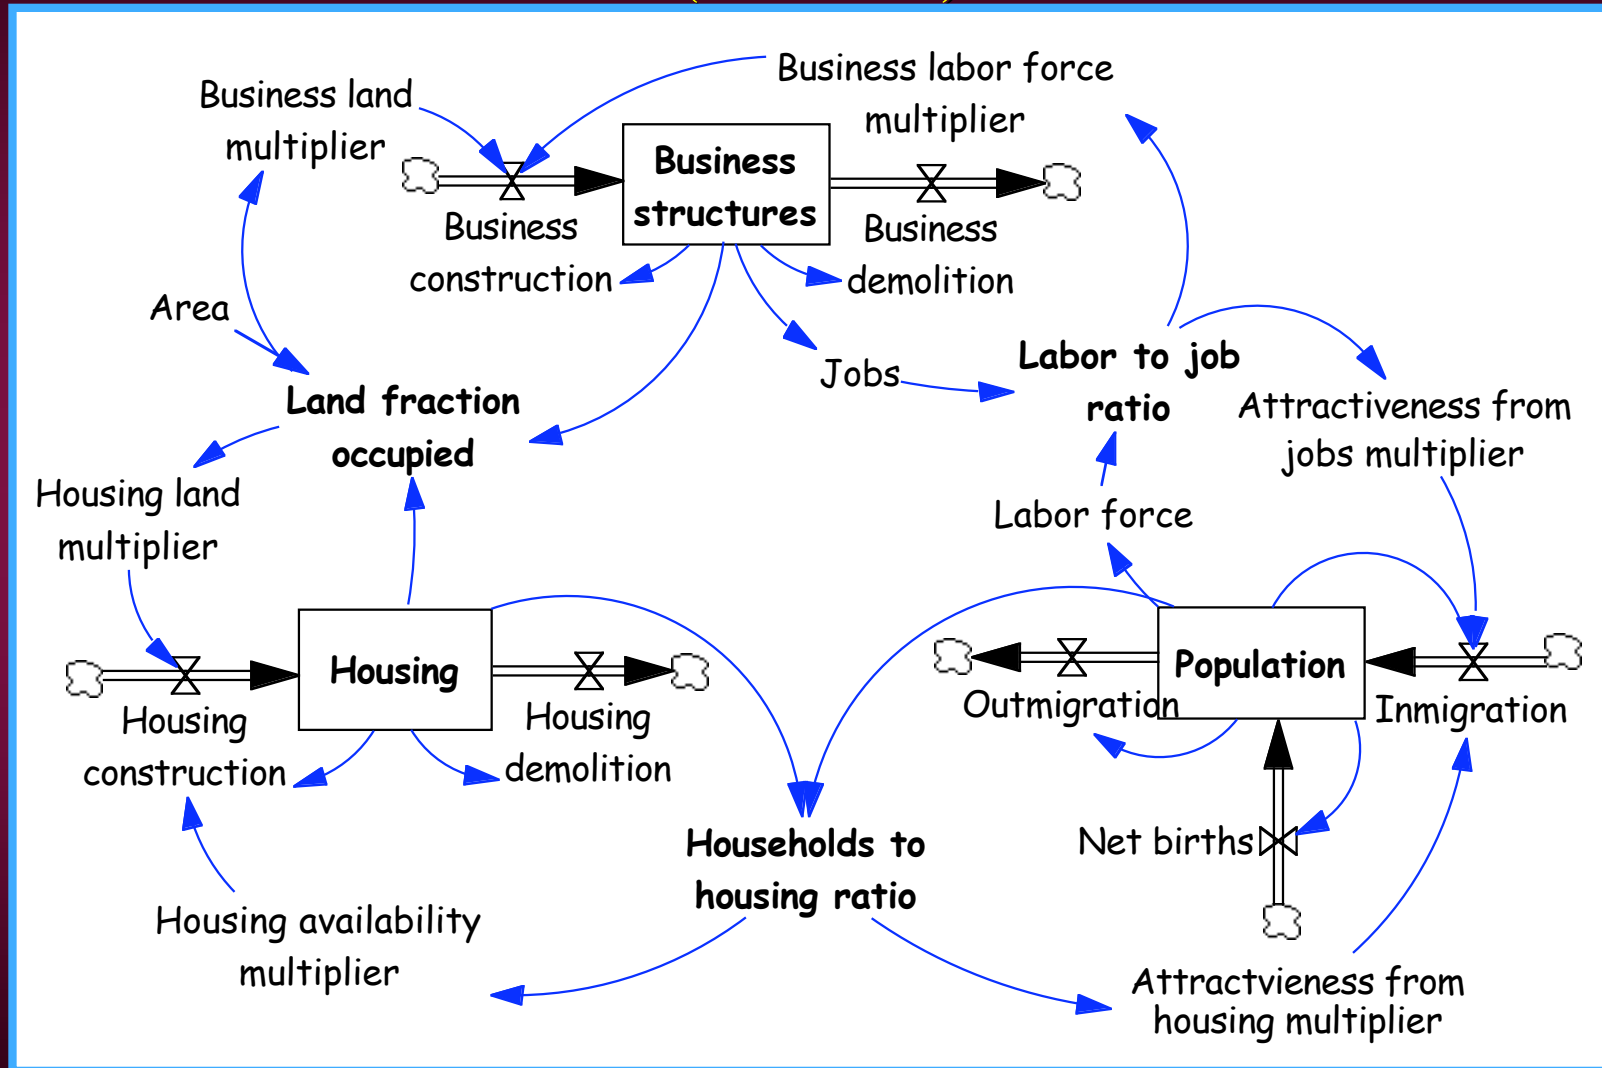 Business land
multiplier
Business labor force
multiplier
Business
structures
Business
construction
Business
demolition
Area
Jobs
Labor to job
ratio
Land fraction
occupied
Attractiveness from
jobs multiplier
Housing land
multiplier
Labor force
Housing
Population
Housing
construction
Housing
demolition
Outmigration
Inmigration
Households to
housing ratio
Net births
Housing availability
multiplier
Attractvieness from
housing multiplier